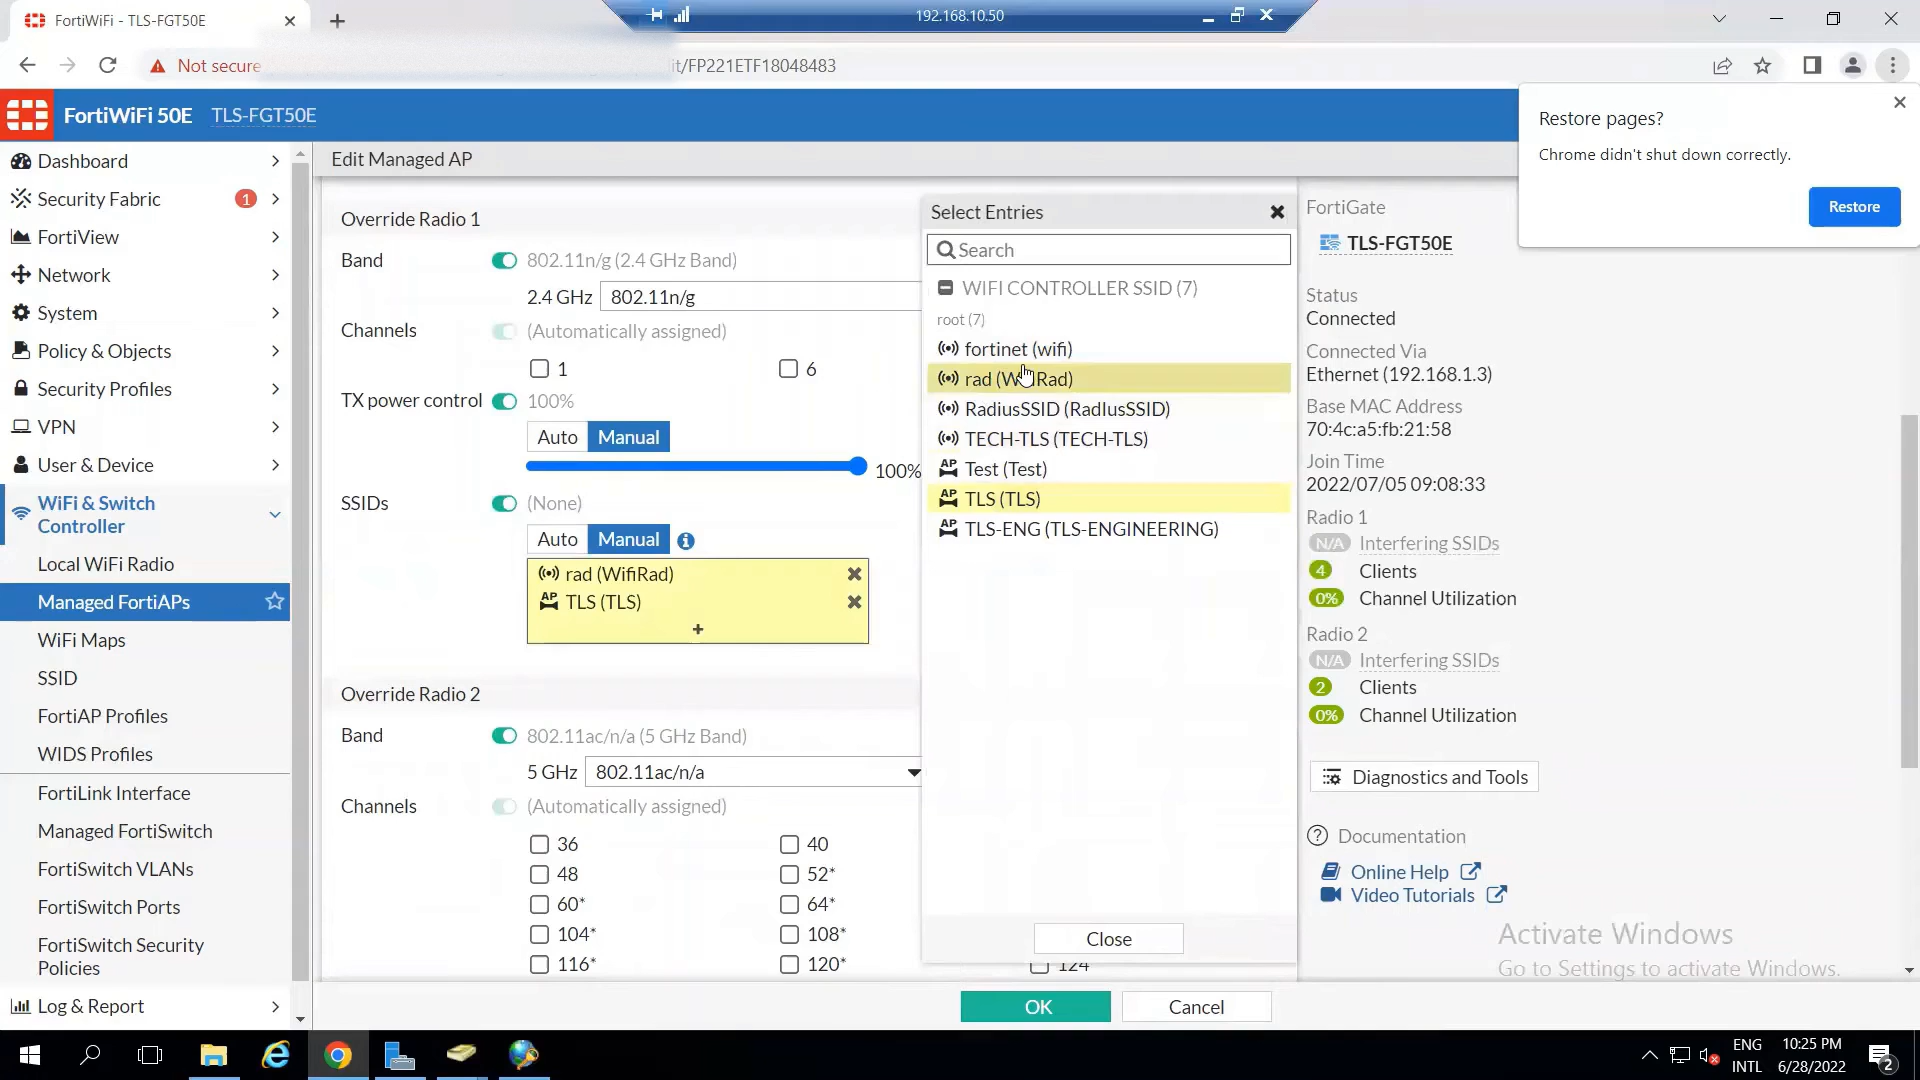 FortiWiFi - TLS-FGT50E
192.168.10.50
Not secure
it/FP221ETF18048483
FortiWiFi 50E
TLS-FGT50E
Restore pages?
Chrome didn't shut down correctly.
Restore
Dashboard
Security Fabric
1
FortiView
Network
System
Policy & Objects
Security Profiles
VPN
User & Device
WiFi & Switch
Controller
Local WiFi Radio
Managed FortiAPs
WiFi Maps
SSID
FortiAP Profiles
WIDS Profiles
FortiLink Interface
Managed FortiSwitch
FortiSwitch VLANs
FortiSwitch Ports
FortiSwitch Security
Policies
Log & Report
Edit Managed AP
Override Radio 1
Band
802.11n/g (2.4 GHz Band)
2.4 GHz
802.11n/g
Channels
(Automatically assigned)
1
6
TX power control
100%
Auto
Manual
100%
SSIDs
(None)
Auto
Manual
rad (WifiRad)
AP
TLS (TLS)
+
Override Radio 2
Band
802.11ac/n/a (5 GHz Band)
5 GHz
802.11ac/n/a
Channels
(Automatically assigned)
36
40
48
52*
60*
64*
104*
108*
116*
120*
124
Select Entries
Search
WIFI CONTROLLER SSID (7)
root (7)
fortinet (wifi)
rad (W Rad)
RadiusSSID (RadIusSSID)
TECH-TLS (TECH-TLS)
AP
Test (Test)
AP
TLS (TLS)
AP
TLS-ENG (TLS-ENGINEERING)
Close
OK
Cancel
FortiGate
TLS-FGT50E
Status
Connected
Connected Via
Ethernet (192.168.1.3)
Base MAC Address
70:4c:a5:fb:21:58
Join Time
2022/07/05 09:08:33
Radio 1
N/A
Interfering SSIDs
4
Clients
0%
Channel Utilization
Radio 2
N/A
Interfering SSIDs
2
Clients
0%
Channel Utilization
Diagnostics and Tools
Documentation
Online Help
Video Tutorials
Activate Windows
Go to Settings to activate Windows.
ENG
INTL
10:25 PM
6/28/2022
2